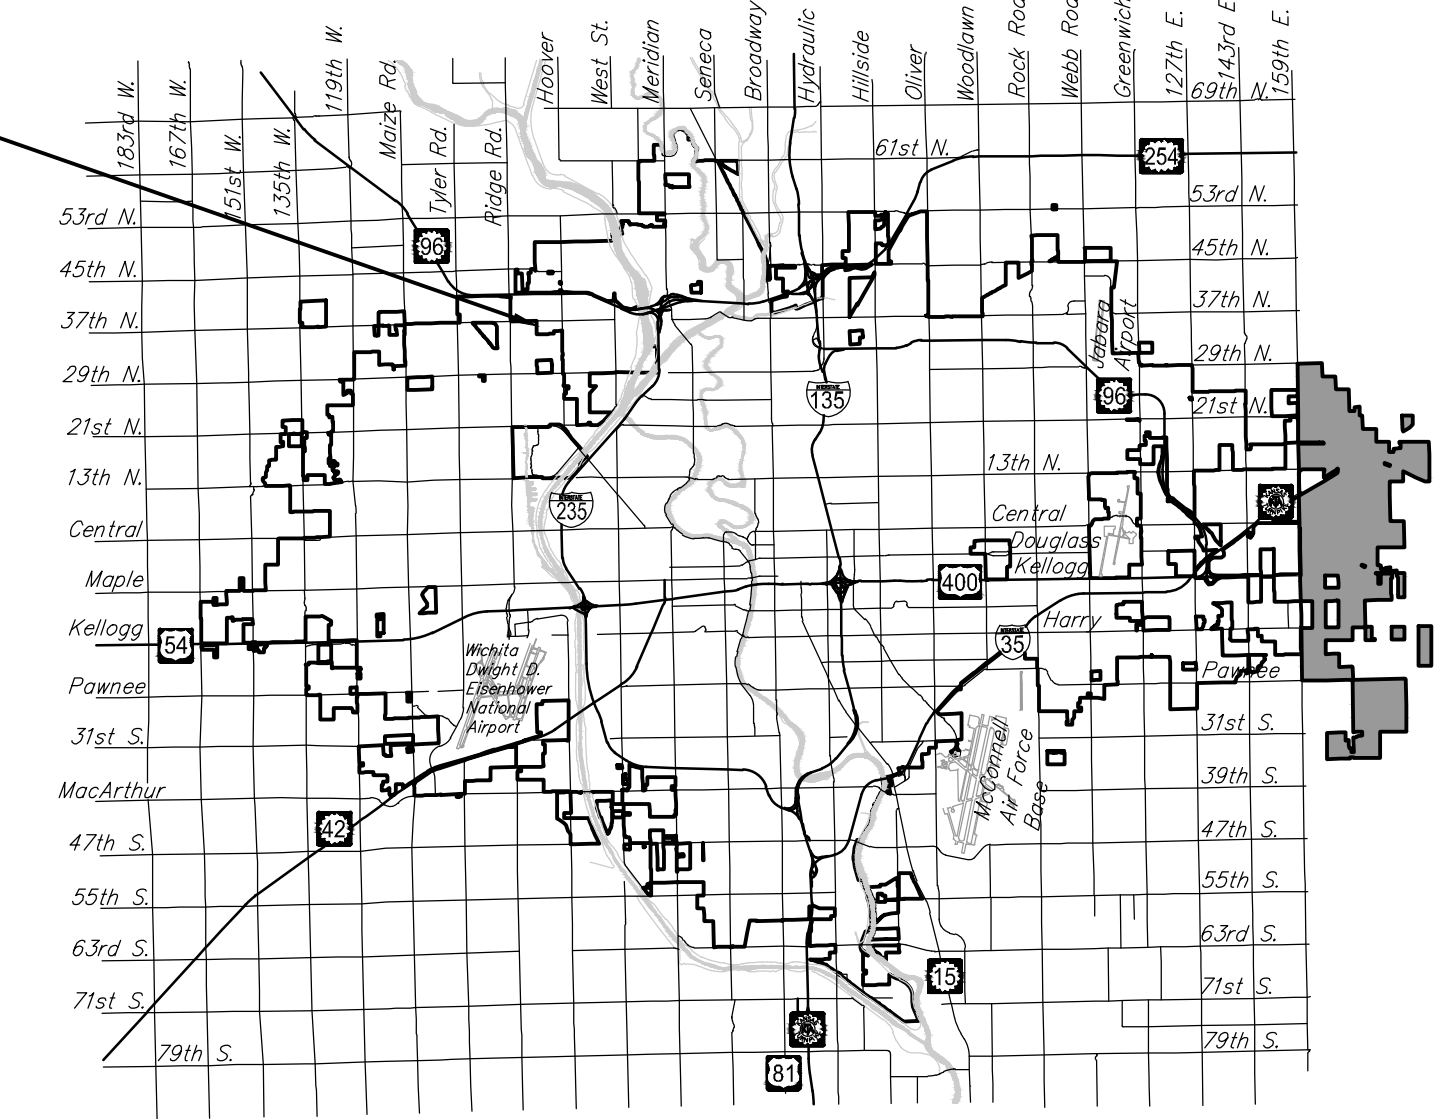 183rd W.
167th W.
151st W.
135th W.
119th W.
Maize Rd.
Tyler Rd.
Ridge Rd.
Hoover
West St.
Meridian
Seneca
Broadway
Hydraulic
Hillside
Oliver
Woodlawn
Rock Roa
Webb Roa
Greenwich
127th E.
143rd E
159th E.
69th N.
61st N.
254
53rd N.
53rd N.
96
45th N.
45th N.
37th N.
37th N.
Jabara
Airport
29th N.
29th N.
INTERSTATE
135
96
21st N.
21st N.
13th N.
13th N.
INTERSTATE
235
Central
Central
Douglass
Kellogg
Maple
400
Kellogg
54
Harry
INTERSTATE
35
Wichita
Dwight D.
Eisenhower
National
Airport
Pawnee
Pawnee
31st S.
31st S.
McConnell
Air Force
Base
MacArthur
39th S.
42
47th S.
47th S.
55th S.
55th S.
63rd S.
63rd S.
15
71st S.
71st S.
79th S.
79th S.
81